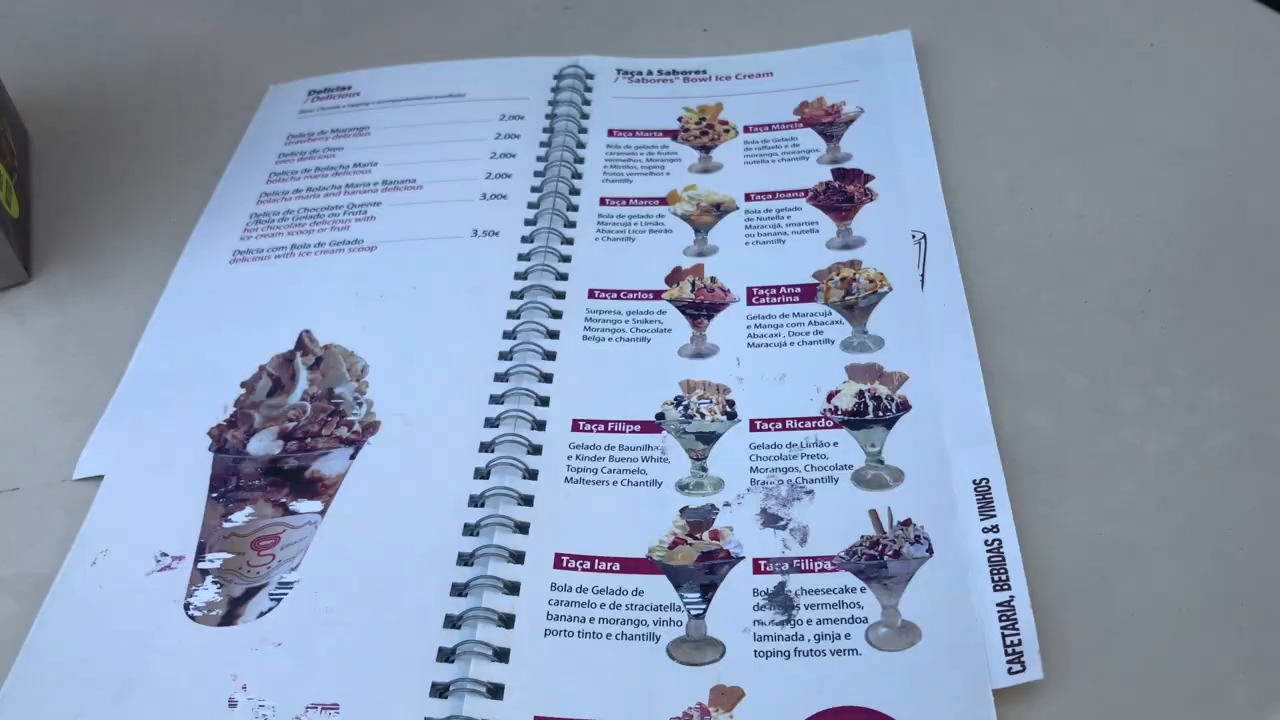 Delícias
/ Delicious
2,00€
Delícia de Morango
strawberry delicious
2,00€
Delícia de Oreo
oreo delicious
2,00€
Delícia de Bolacha Maria
bolacha maria delicious
2,00€
Delícia de Bolacha Maria e Banana
bolacha maria and banana delicious
3,00€
Delícia de Chocolate Quente
c/Bola de Gelado ou Fruta
hot chocolate delicious with
ice cream scoop or fruit
3,50€
Delícia com Bola de Gelado
delicious with ice cream scoop
Taça à Sabores
/ "Sabores" Bowl Ice Cream
Taça Marta
Bola de gelado de
caramelo e de frutos
vermelhos, Morangos
e Mirtilos, toping
frutos vermelhos e
chantilly
Taça Márcia
Bola de Gelado
de raffaelo e de
morango, morangos,
nutella e chantilly
Taça Marco
Bola de gelado de
Maracujá e Limão,
Abacaxi Licor Beirão
e Chantilly
Taça Joana
Bola de gelado
de Nutella e
Maracujá, smarties
ou banana, nutella
e chantilly
Taça Carlos
Surpresa, gelado de
Morango e Snikers,
Morangos. Chocolate
Belga e chantilly
Taça Ana
Catarina
Gelado de Maracujá
e Manga com Abacaxi,
Abacaxi , Doce de
Maracujá e chantilly
Taça Filipe
Gelado de Baunilha
e Kinder Bueno White,
Toping Caramelo,
Maltesers e Chantilly
Taça Ricardo
Gelado de Limão e
Chocolate Preto,
Morangos, Chocolate
Branco e Chantilly
Taça Iara
Bola de Gelado de
caramelo e de straciatella,
banana e morango, vinho
porto tinto e chantilly
Taça Filipa
Bola de cheesecake e
de frutos vermelhos,
morango e amendoa
laminada , ginja e
toping frutos verm.
CAFETARIA, BEBIDAS & VINHOS